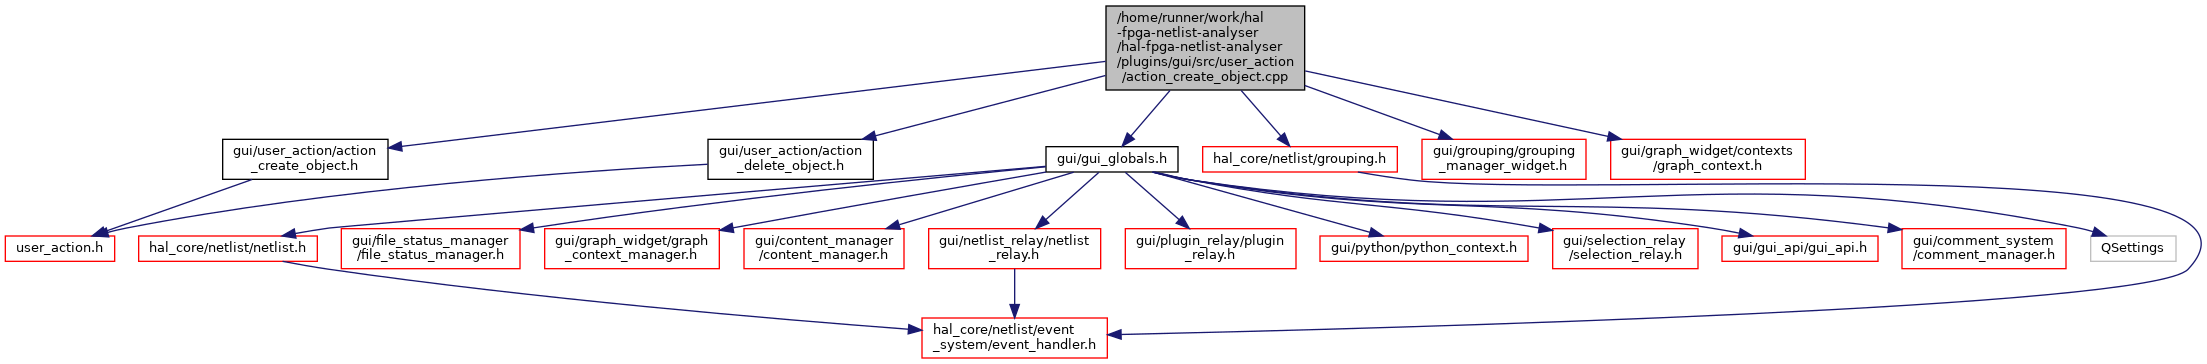 /home/runner/work/hal
-fpga-netlist-analyser
/hal-fpga-netlist-analyser
/plugins/gui/src/user_action
/action_create_object.cpp
gui/user_action/action
_create_object.h
gui/user_action/action
_delete_object.h
gui/gui_globals.h
hal_core/netlist/grouping.h
gui/grouping/grouping
_manager_widget.h
gui/graph_widget/contexts
/graph_context.h
user_action.h
hal_core/netlist/netlist.h
gui/file_status_manager
/file_status_manager.h
gui/graph_widget/graph
_context_manager.h
gui/content_manager
/content_manager.h
gui/netlist_relay/netlist
_relay.h
gui/plugin_relay/plugin
_relay.h
gui/python/python_context.h
gui/selection_relay
/selection_relay.h
gui/gui_api/gui_api.h
gui/comment_system
/comment_manager.h
QSettings
hal_core/netlist/event
_system/event_handler.h